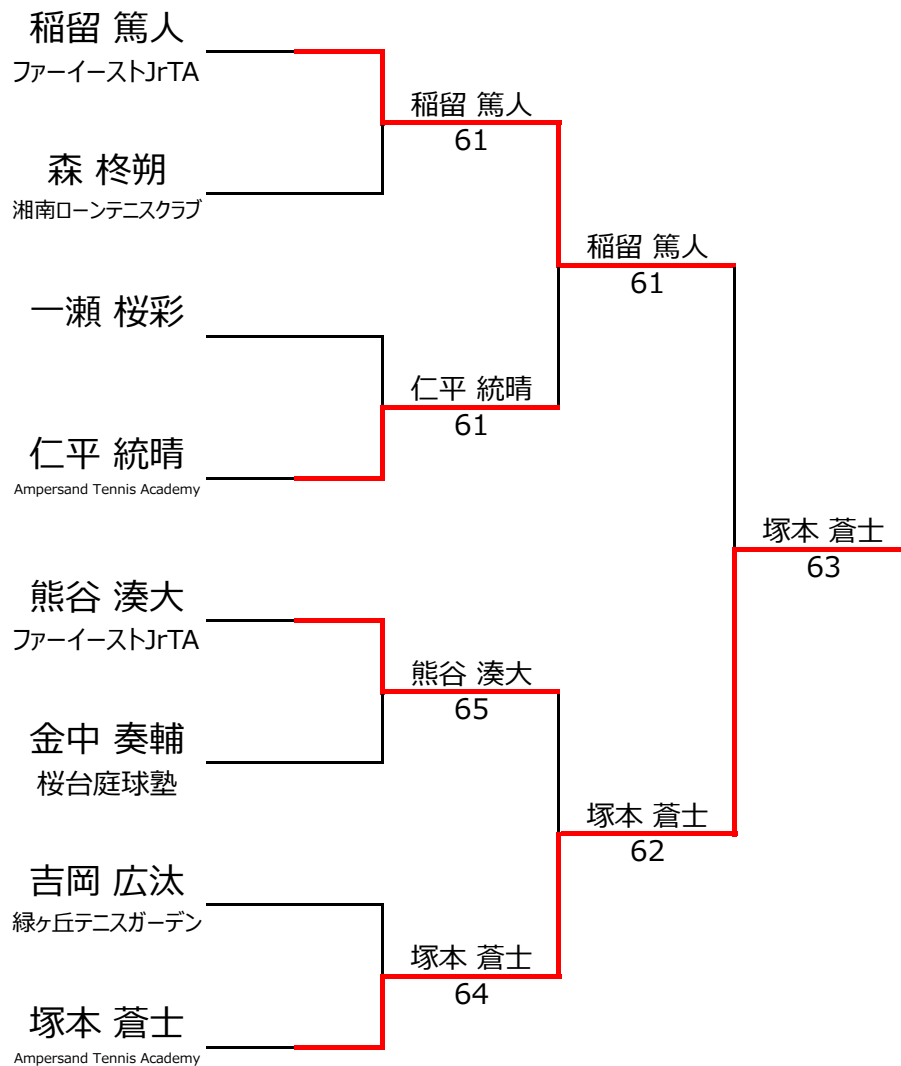 稲留 篤人
ファーイーストJrTA
森 柊朔
湘南ローンテニスクラブ
一瀬 桜彩
仁平 統晴
Ampersand Tennis Academy
熊谷 湊大
ファーイーストJrTA
金中 奏輔
桜台庭球塾
吉岡 広汰
緑ヶ丘テニスガーデン
塚本 蒼士
Ampersand Tennis Academy
稲留 篤人
61
仁平 統晴
61
熊谷 湊大
65
塚本 蒼士
64
稲留 篤人
61
塚本 蒼士
62
塚本 蒼士
63